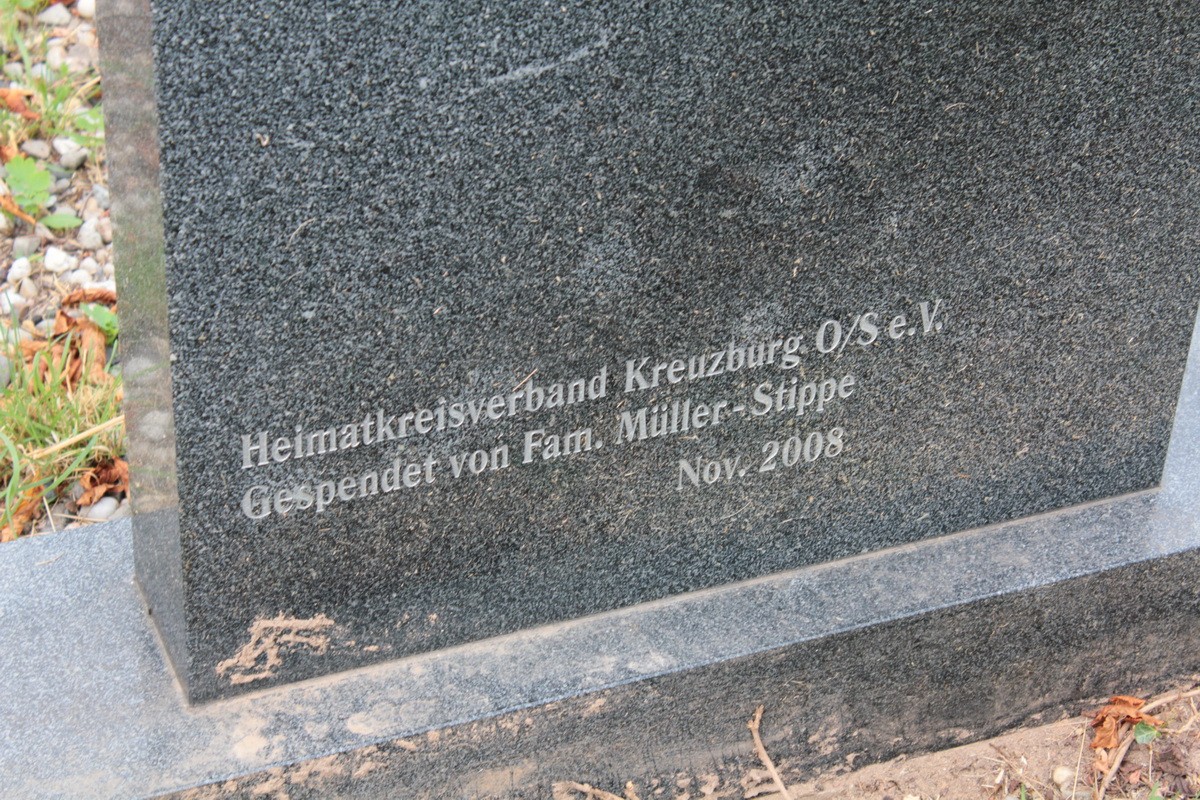 Heimatkreisverband Kreuzburg O/S e.V.
Gespendet von Fam. Müller-Stippe
Nov. 2008